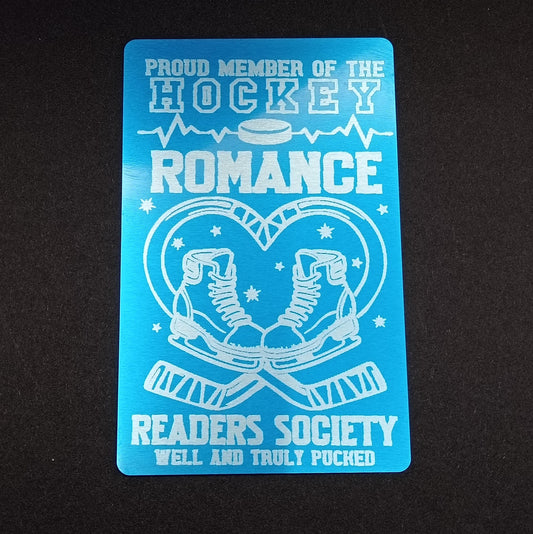 PROUD MEMBER OF THE
HOCKEY
ROMANCE
READERS SOCIETY
WELL AND TRULY PUCKED